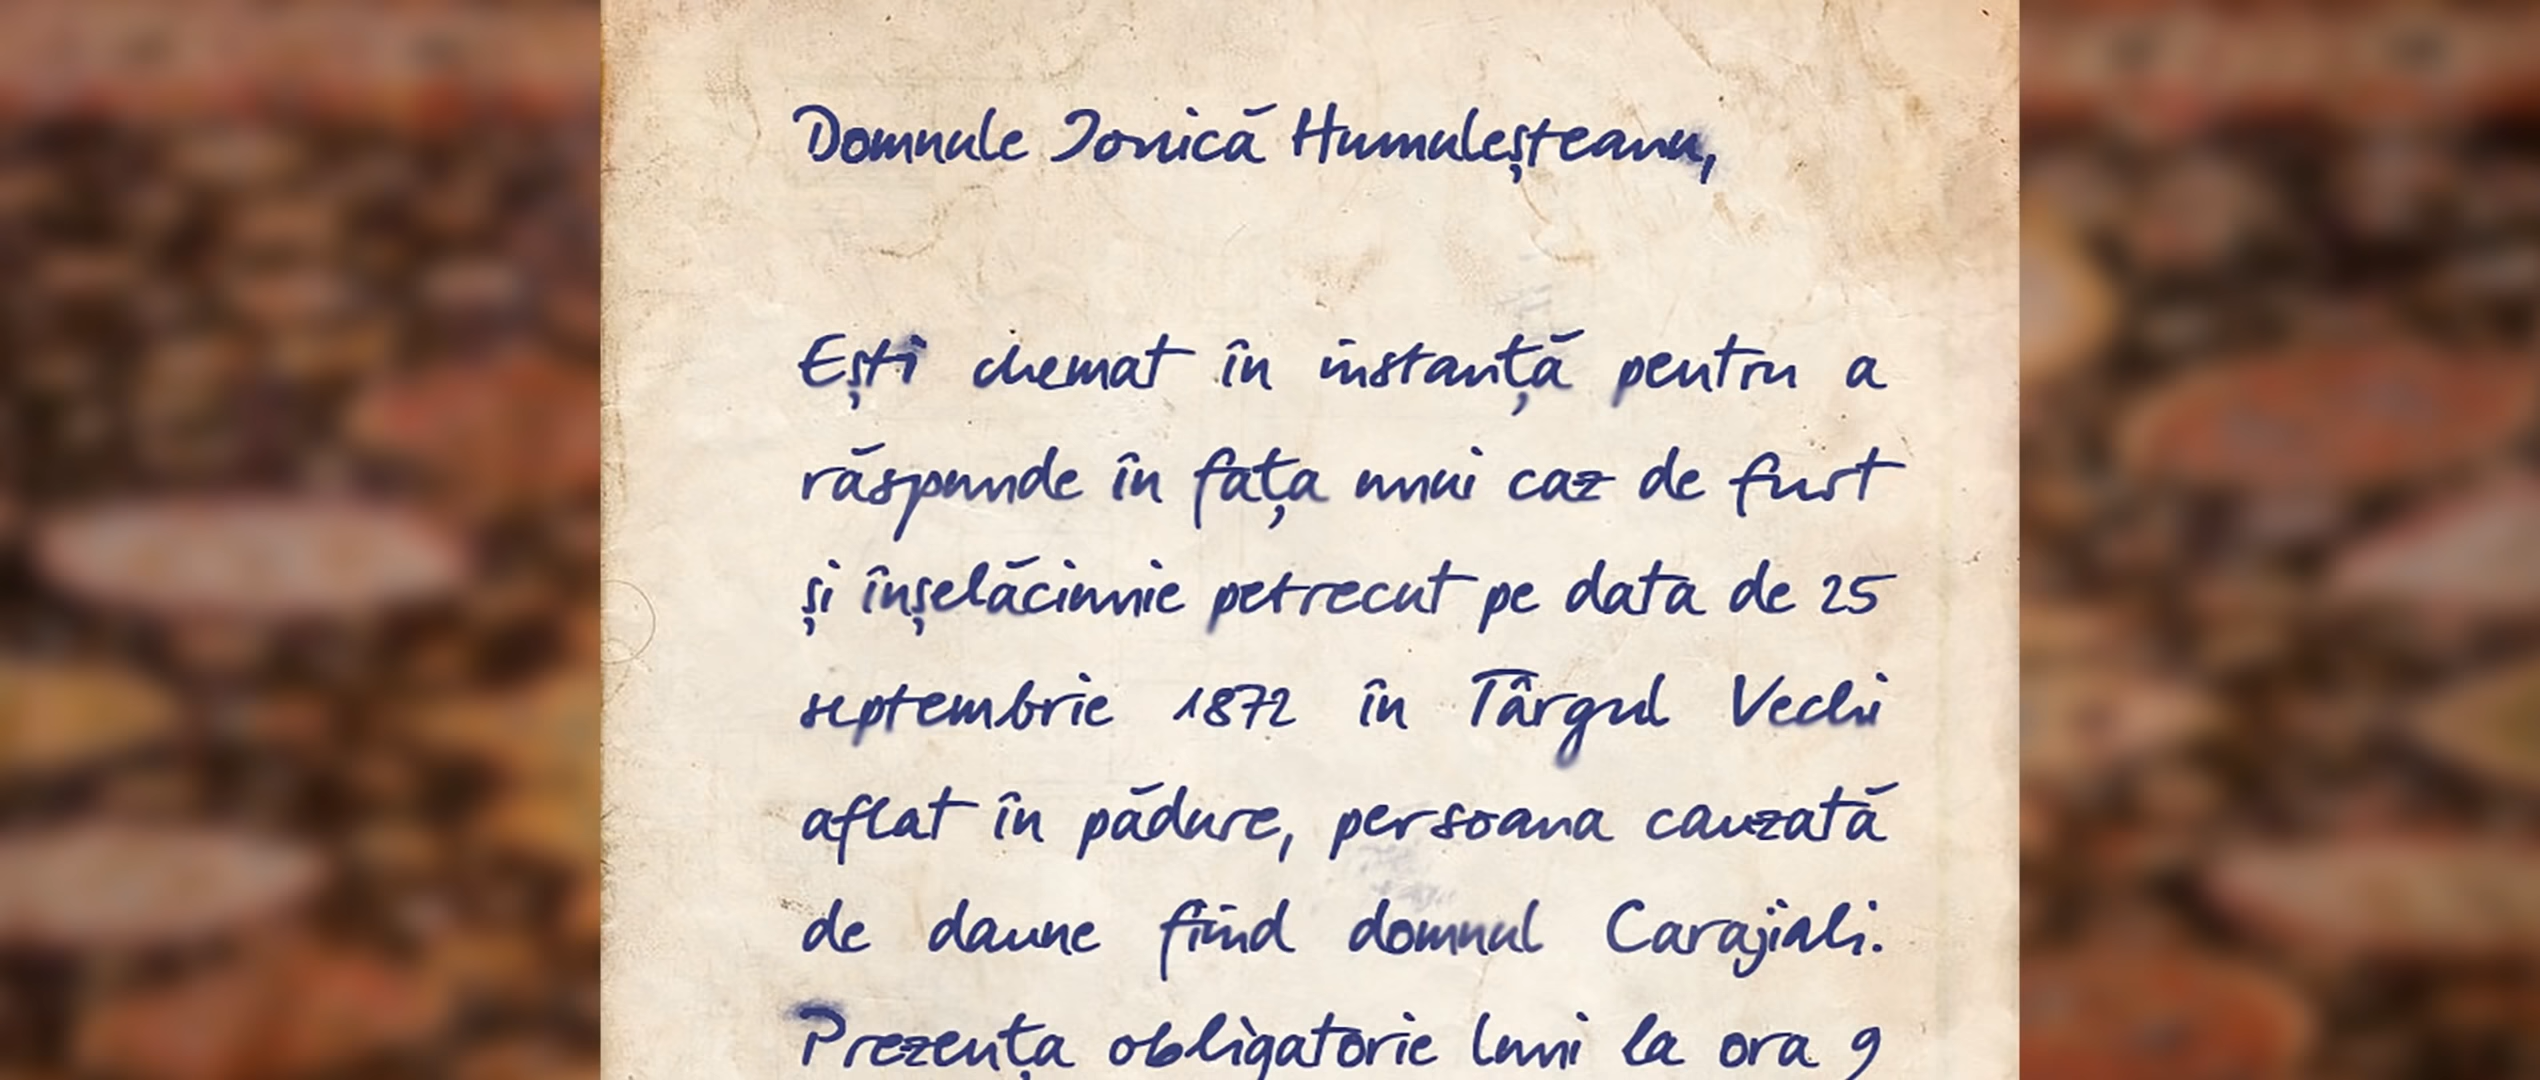 Domnule Ionică Humuleșteanu,
Ești chemat în instanță pentru a
răspunde în fața unui caz de furt
și înșelăciunie petrecut pe data de 25
septembrie 1872 în Târgul Vechi
aflat în pădure, persoana cauzată
de daune fiind domnul Carajiali.
Prezența obligatorie luni la ora 9